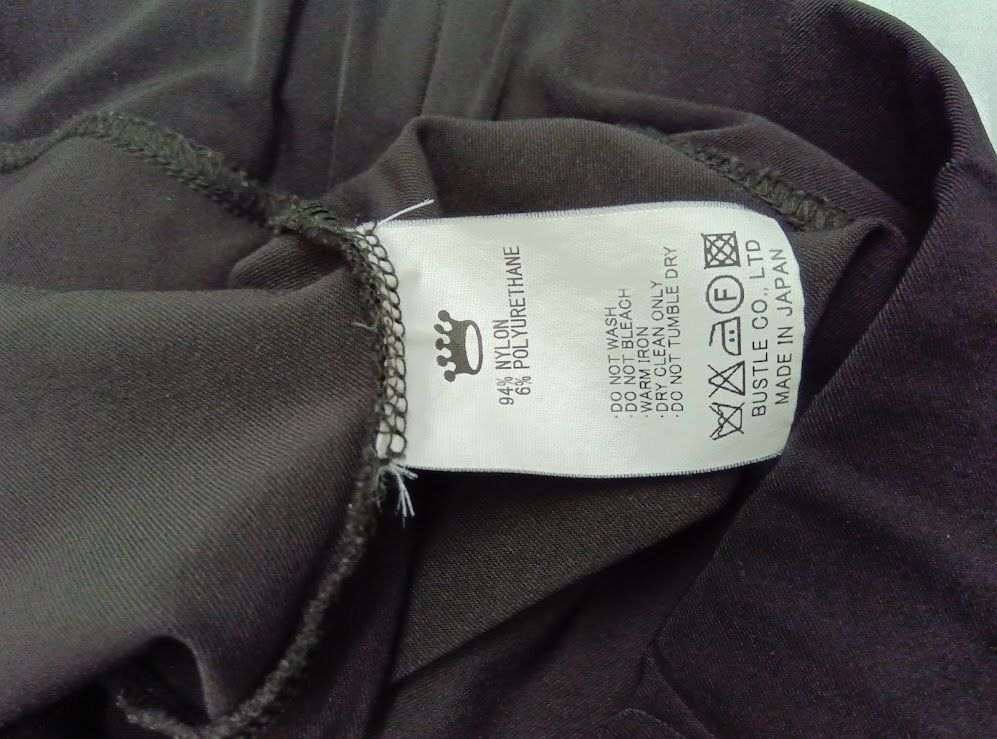 94% NYLON
6% POLYURETHANE
·DO NOT WASH
·DO NOT BLEACH
·WARM IRON
·DRY CLEAN ONLY
·DO NOT TUMBLE DRY
F
BUSTLE CO., LTD
MADE IN JAPAN